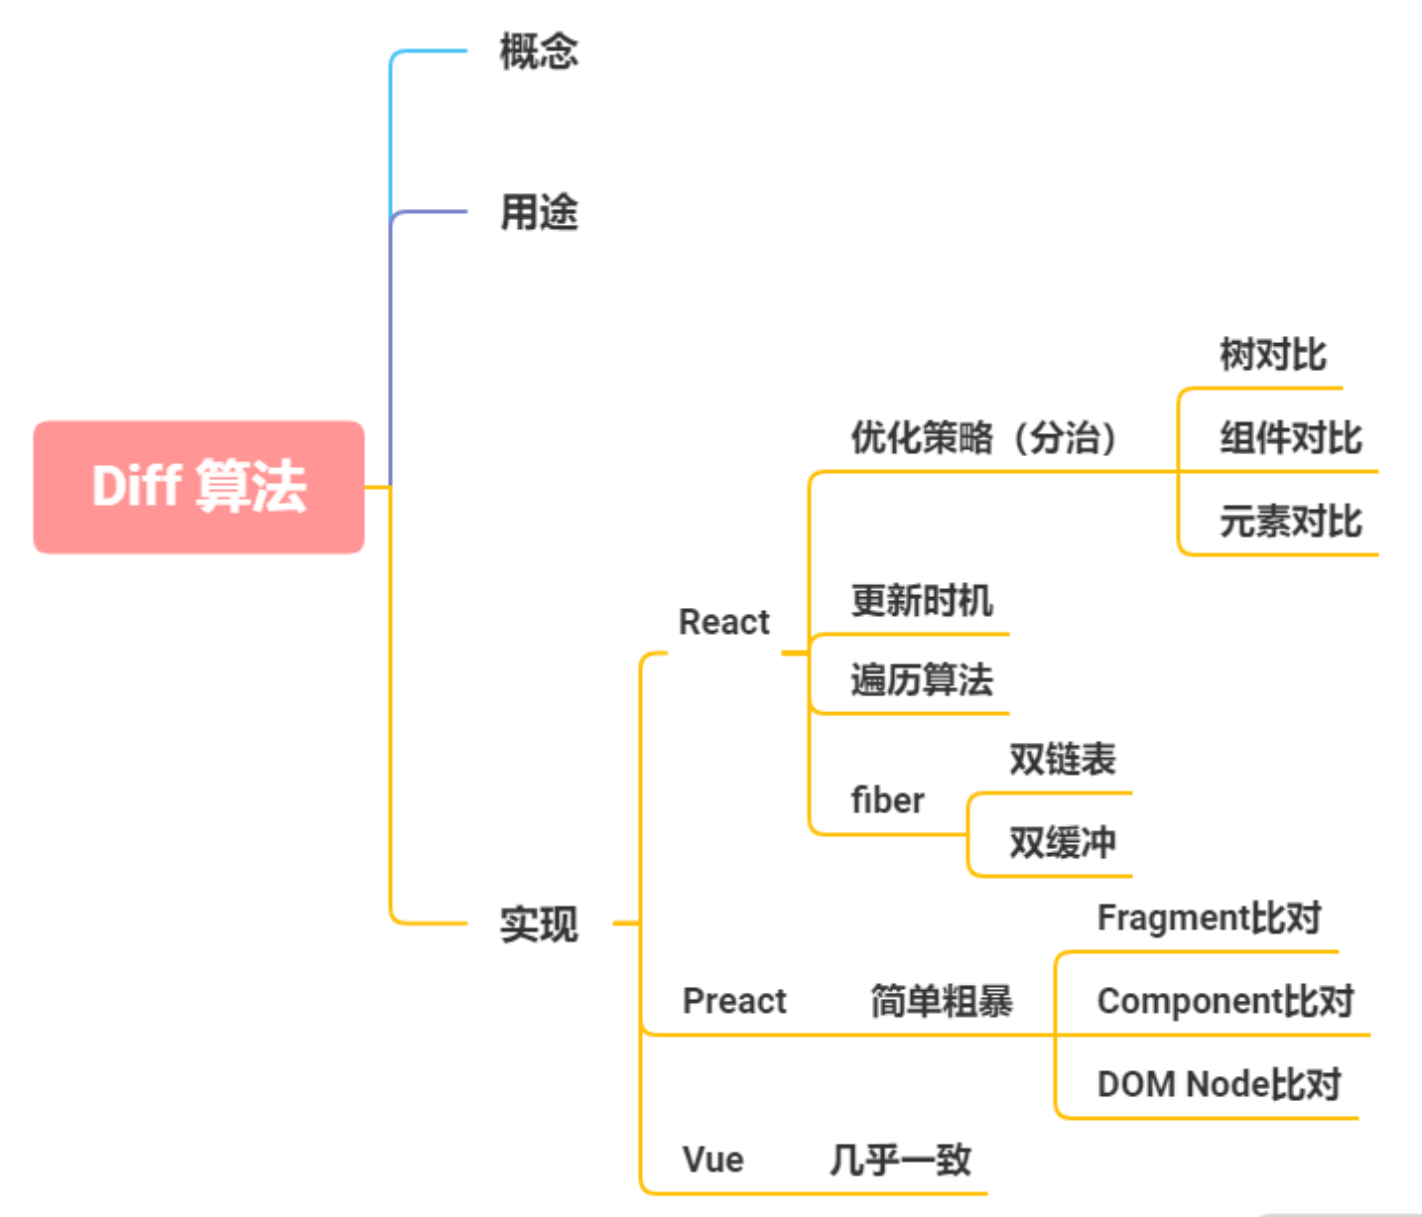 概念
用途
Diff 算法
树对比
优化策略（分治）
组件对比
元素对比
更新时机
React
遍历算法
双链表
fiber
双缓冲
实现
Fragment比对
Preact
简单粗暴
Component比对
DOM Node比对
Vue
几乎一致